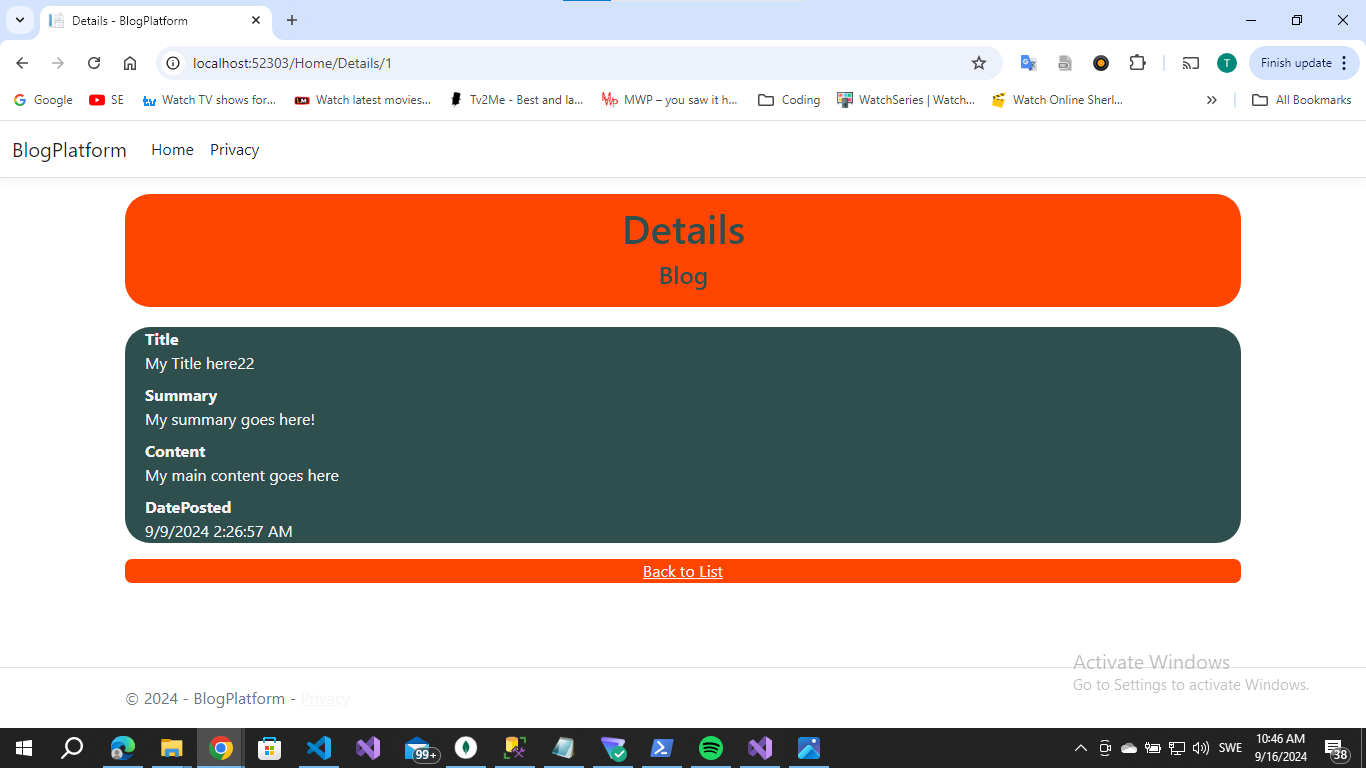 Details - BlogPlatform
localhost:52303/Home/Details/1
T
Finish update
Google
SE
Watch TV shows for...
Watch latest movies...
Tv2Me - Best and la...
MWP – you saw it h...
Coding
WatchSeries | Watch...
Watch Online Sherl...
All Bookmarks
BlogPlatform Home Privacy
Details
Blog
Title
My Title here22
Summary
My summary goes here!
Content
My main content goes here
DatePosted
9/9/2024 2:26:57 AM
Back to List
Activate Windows
Go to Settings to activate Windows.
© 2024 - BlogPlatform - Privacy
99+
SWE
10:46 AM
9/16/2024
38